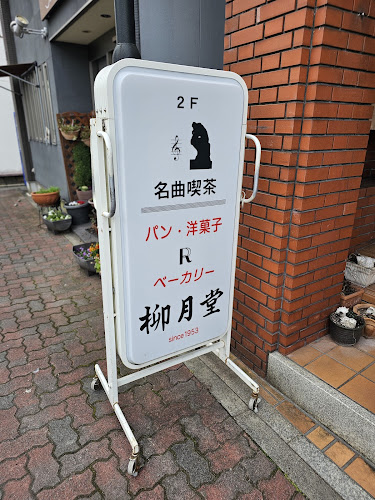 2F
名曲喫茶
パン・洋菓子
R
ベーカリー
柳月堂
since1953